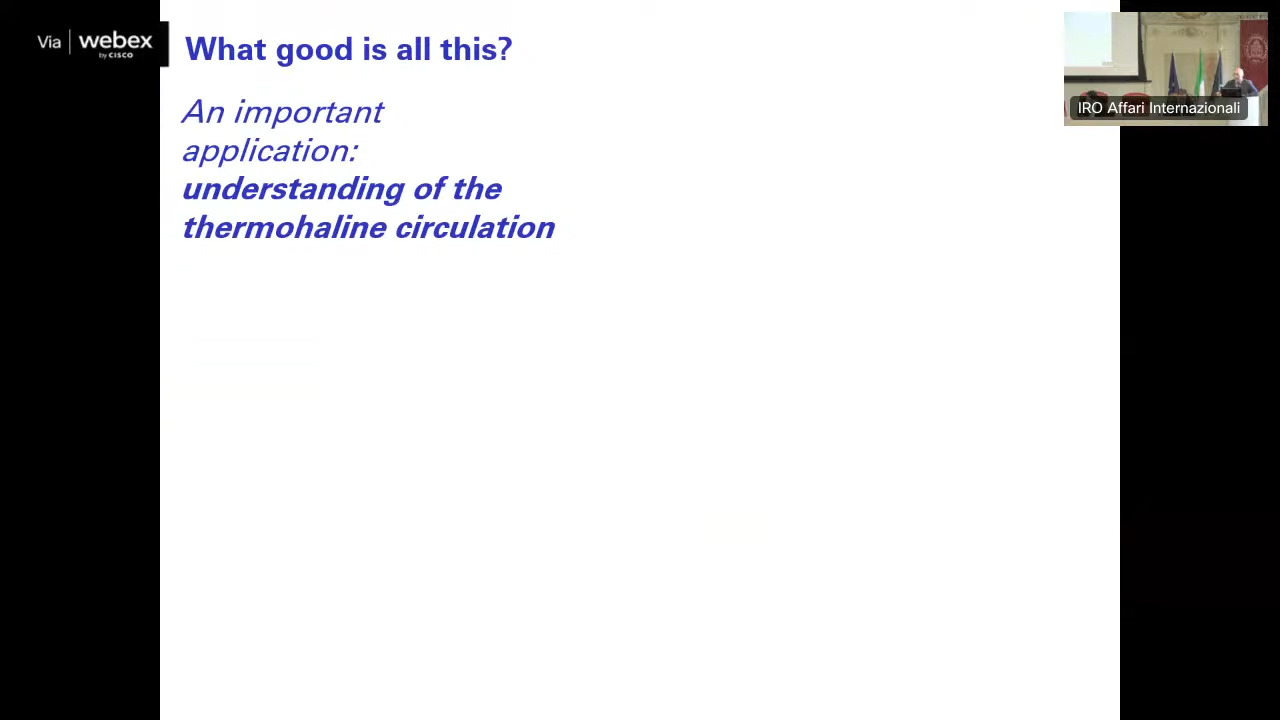 Via webex
by CISCO
What good is all this?
An important
application:
understanding of the
thermohaline circulation
IRO Affari Internazionali